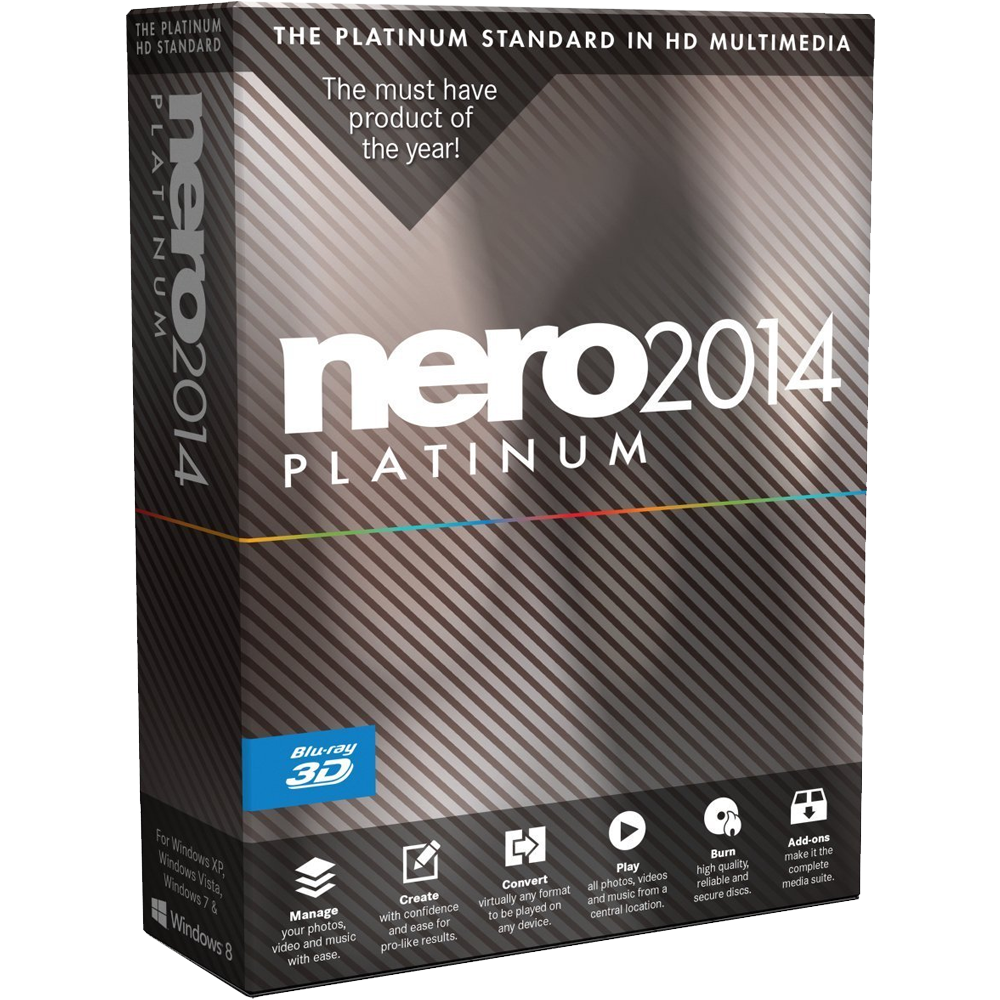 THE PLATINUM
HD STANDARD
nero2014
PLATINUM
For Windows XP,
Windows Vista,
Windows 7 &
Windows 8
THE PLATINUM STANDARD IN HD MULTIMEDIA
The must have
product of
the year!
nero2014
PLATINUM
Blu-ray
3D
Manage
your photos,
video and music
with ease.
Create
with confidence
and ease for
pro-like results.
Convert
virtually any format
to be played on
any device.
Play
all photos, videos
and music from a
central location.
Burn
high quality,
reliable and
secure discs.
Add-ons
make it the
complete
media suite.